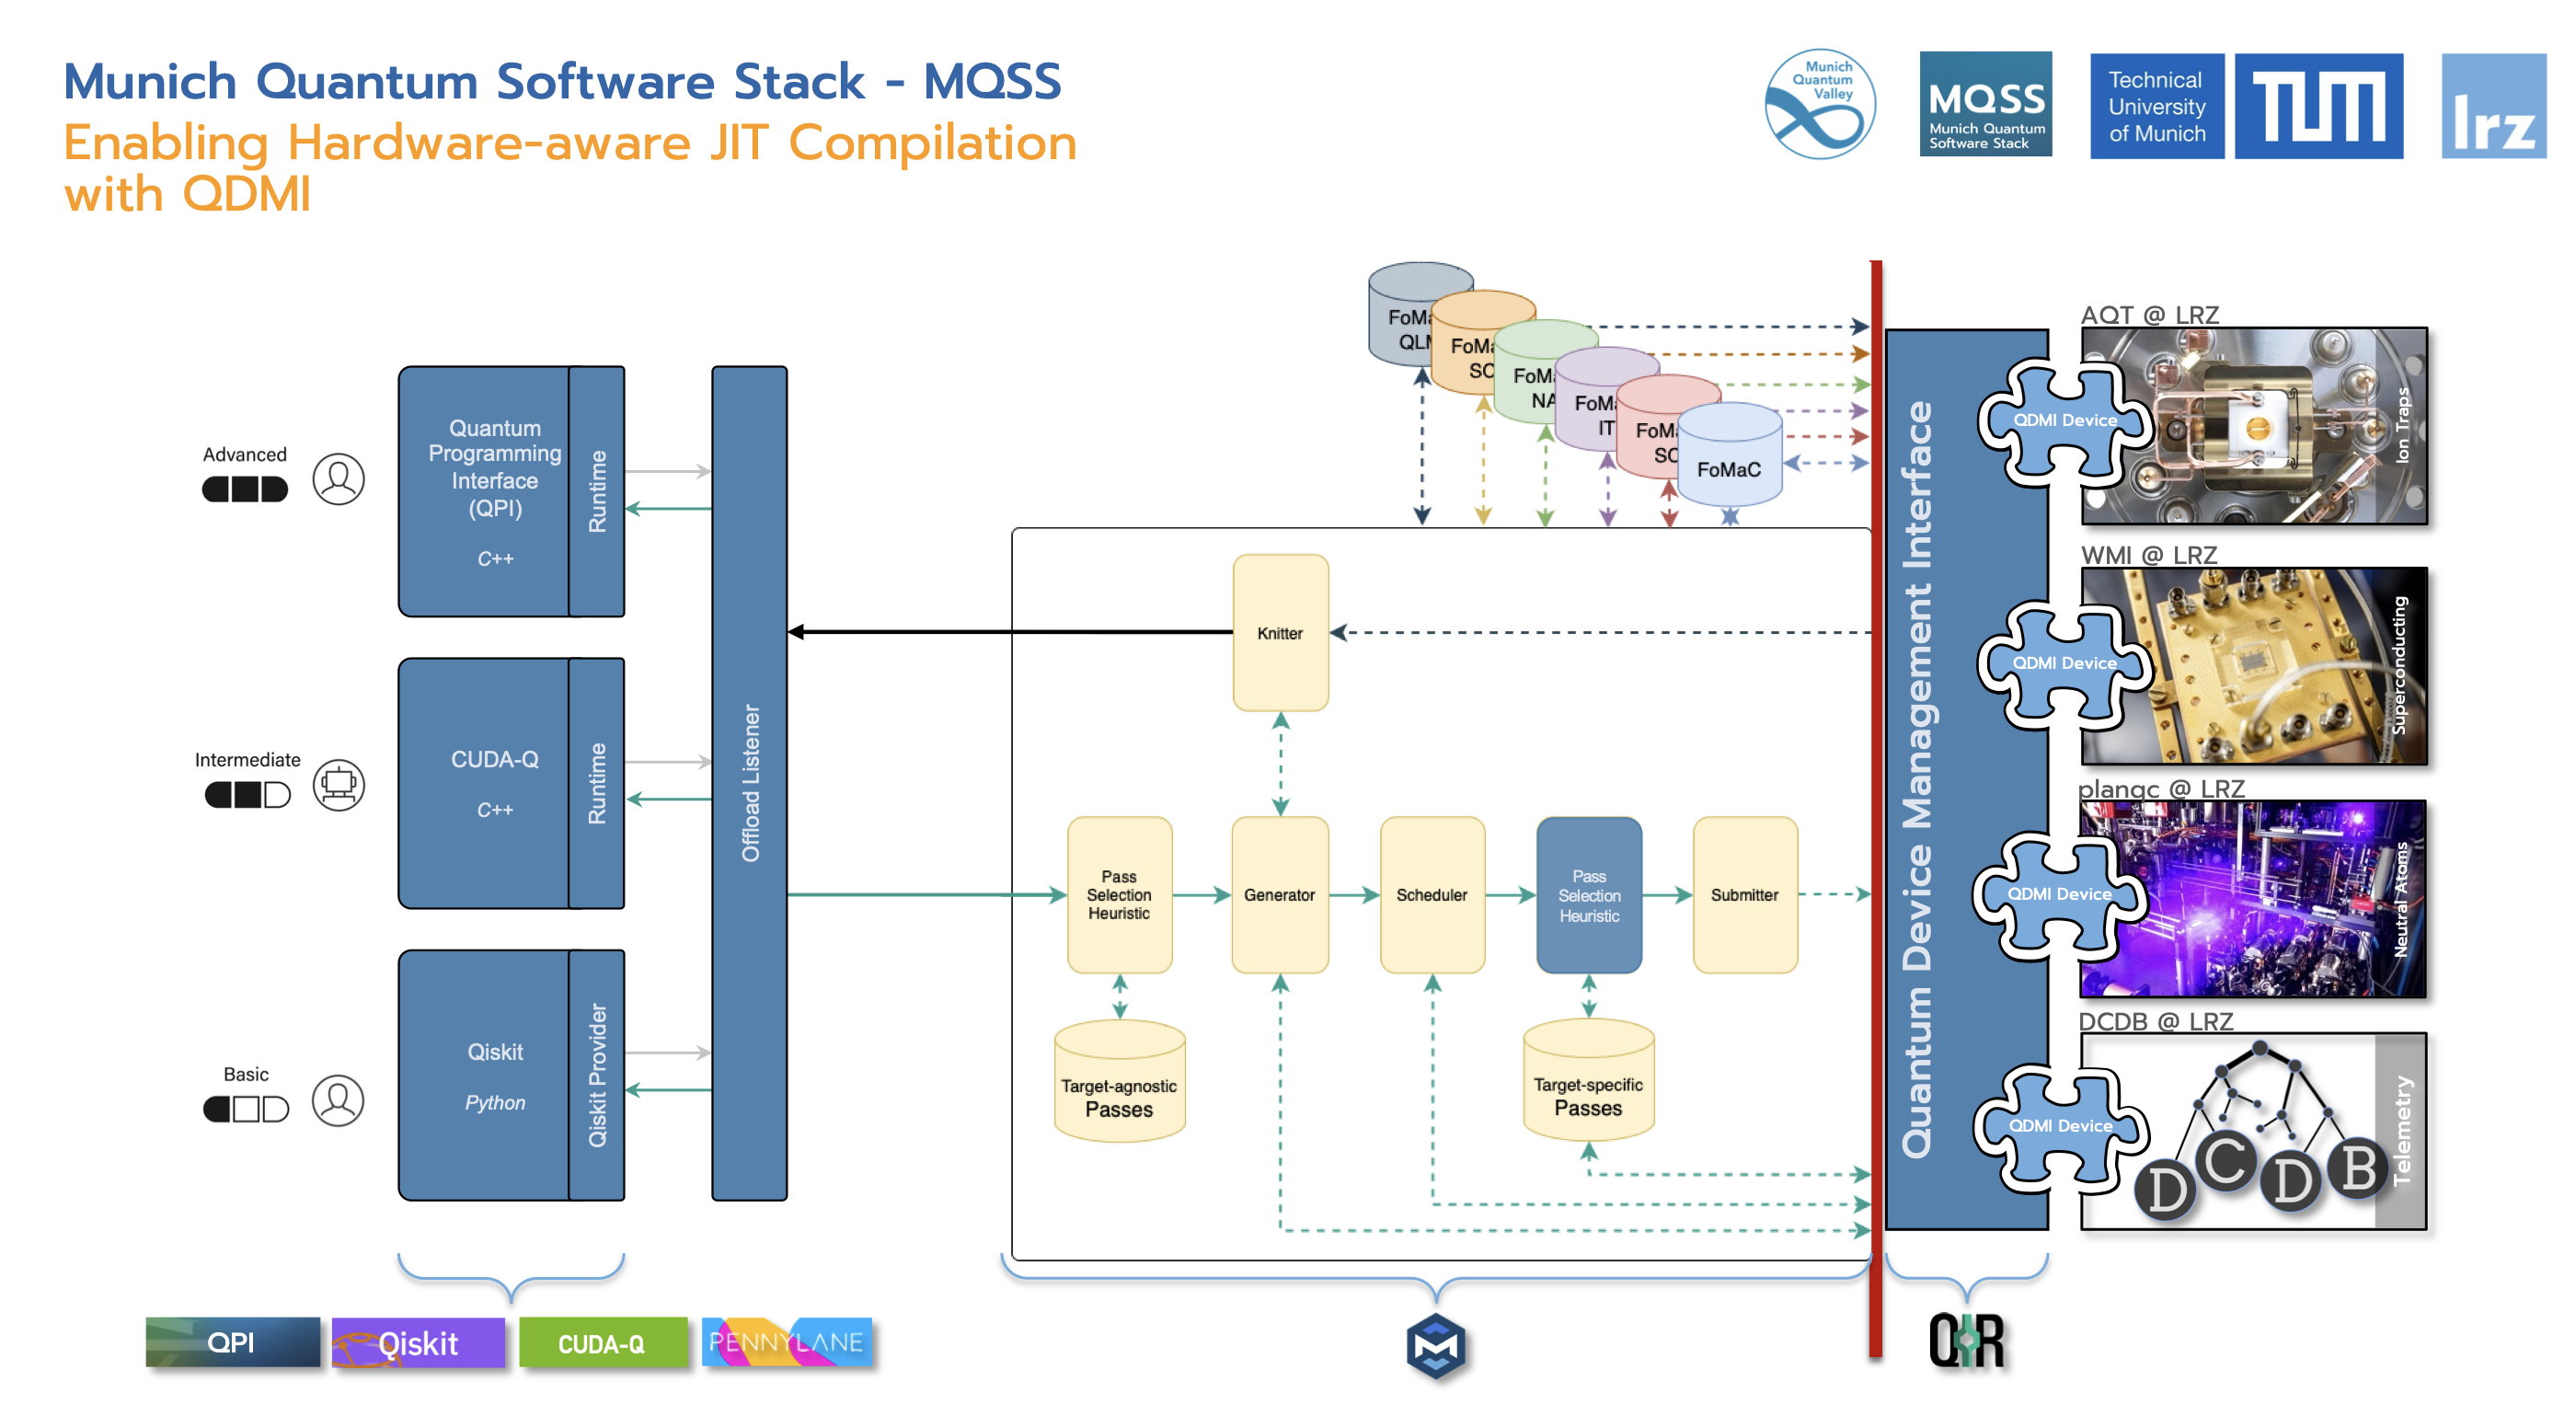 Munich Quantum Software Stack - MQSS
Enabling Hardware-aware JIT Compilation
with QDMI
Munich
Quantum
Valley
MQSS
Munich Quantum
Software Stack
Technical
University
of Munich
TUM
lrz
Advanced
Quantum
Programming
Interface
(QPI)
C++
Runtime
Intermediate
CUDA-Q
C++
Runtime
Basic
Qiskit
Python
Qiskit Provider
Offload Listener
FoMaC
Knitter
Pass
Selection
Heuristic
Generator
Scheduler
Pass
Selection
Heuristic
Submitter
Target-agnostic
Passes
Target-specific
Passes
Quantum Device Management Interface
AQT @ LRZ
QDMI Device
Ion Traps
WMI @ LRZ
QDMI Device
Superconducting
planqc @ LRZ
QDMI Device
Neutral Atoms
DCDB @ LRZ
QDMI Device
D C D B
Telemetry
QPI
Qiskit
CUDA-Q
PENNYLANE
M
QIR